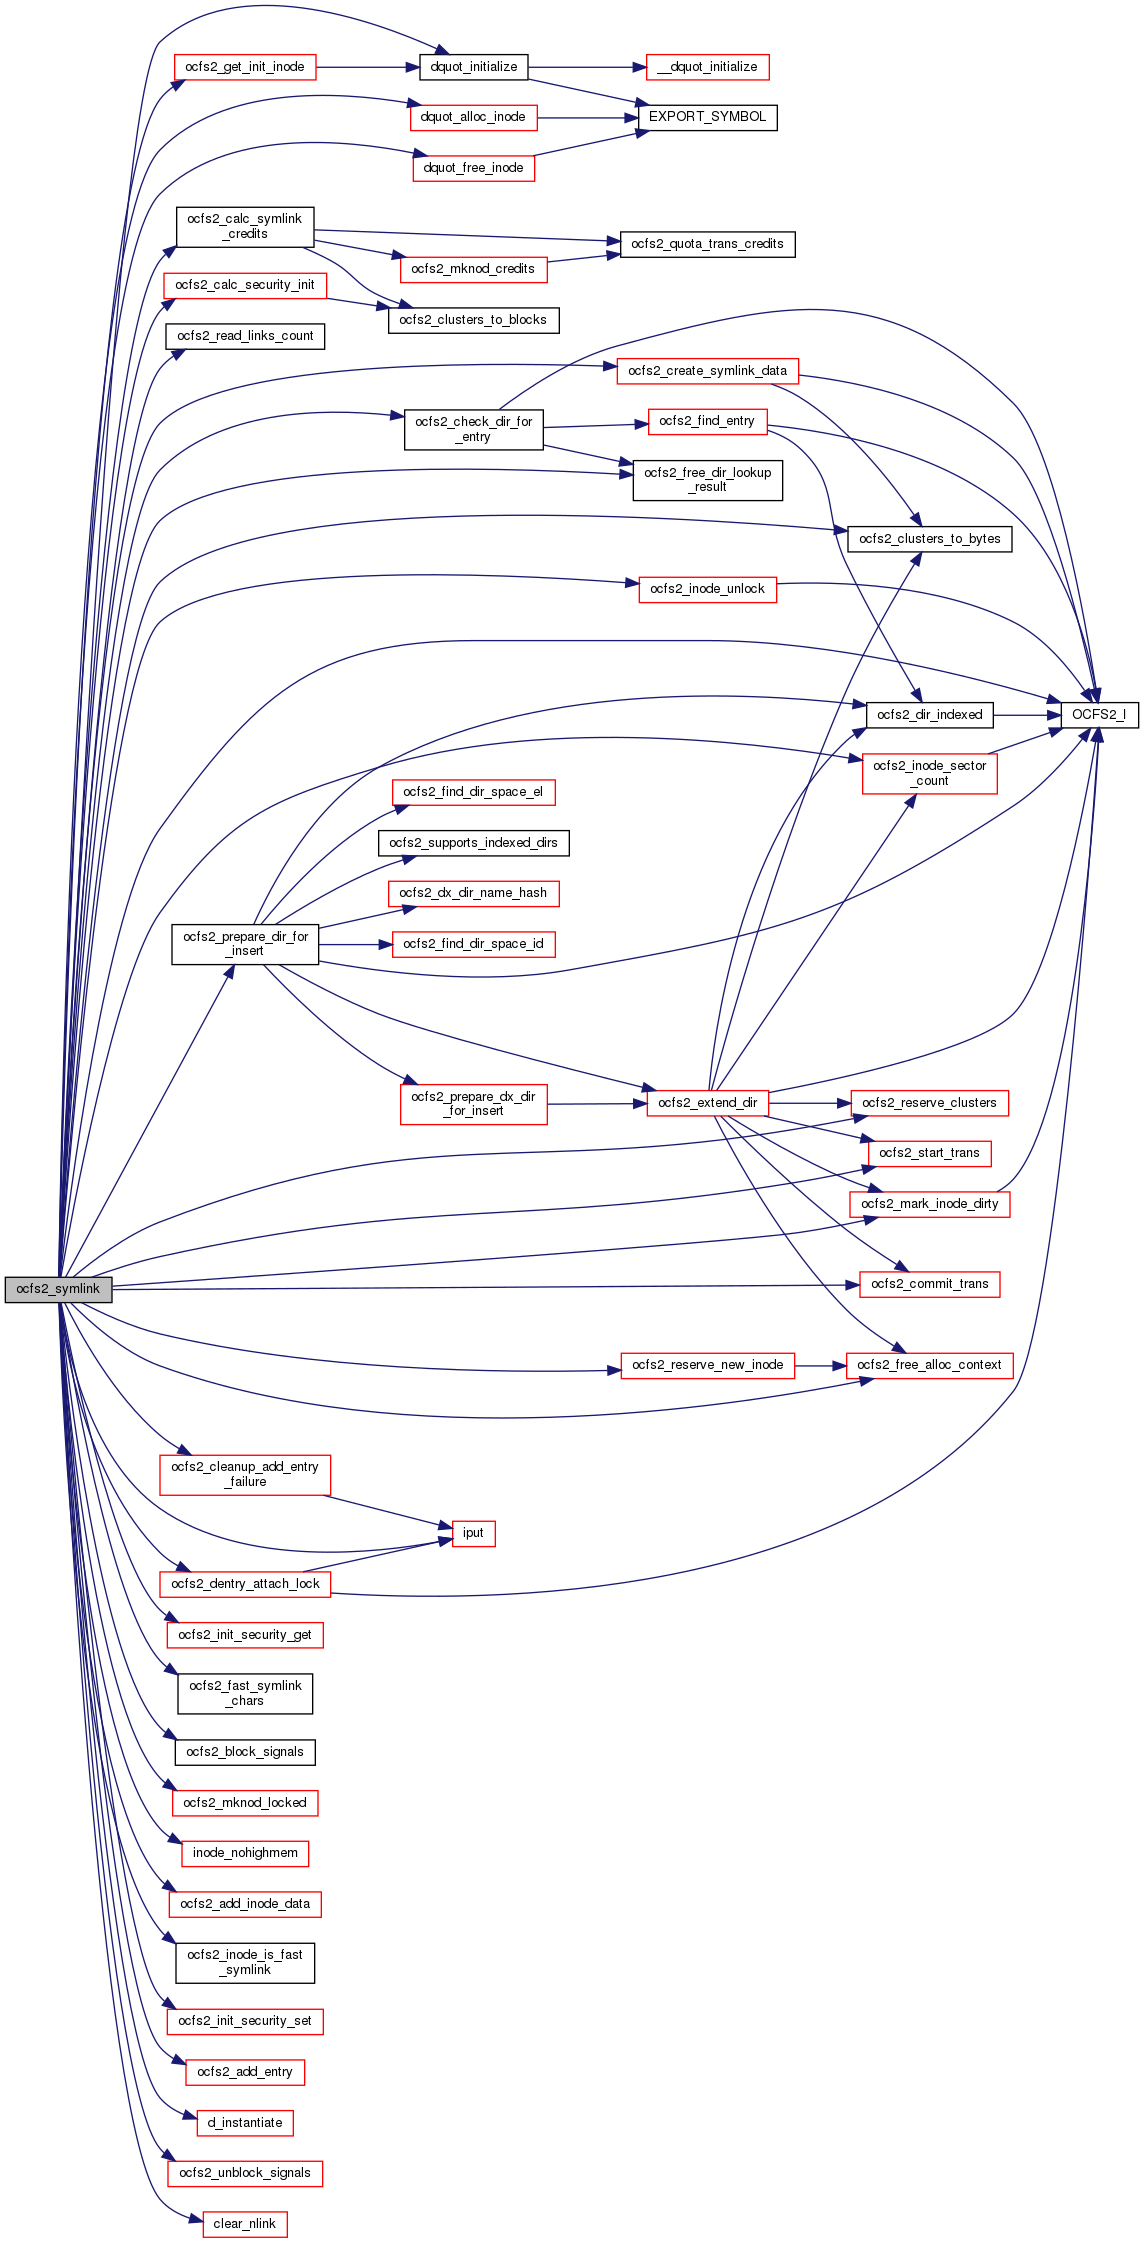 dquot_initialize
ocfs2_get_init_inode
__dquot_initialize
dquot_alloc_inode
EXPORT_SYMBOL
dquot_free_inode
ocfs2_calc_symlink
_credits
ocfs2_quota_trans_credits
ocfs2_mknod_credits
ocfs2_calc_security_init
ocfs2_clusters_to_blocks
ocfs2_read_links_count
ocfs2_create_symlink_data
ocfs2_check_dir_for
_entry
ocfs2_find_entry
ocfs2_free_dir_lookup
_result
ocfs2_clusters_to_bytes
ocfs2_inode_unlock
ocfs2_dir_indexed
OCFS2_I
ocfs2_inode_sector
_count
ocfs2_find_dir_space_el
ocfs2_supports_indexed_dirs
ocfs2_dx_dir_name_hash
ocfs2_prepare_dir_for
_insert
ocfs2_find_dir_space_id
ocfs2_prepare_dx_dir
_for_insert
ocfs2_extend_dir
ocfs2_reserve_clusters
ocfs2_start_trans
ocfs2_mark_inode_dirty
ocfs2_symlink
ocfs2_commit_trans
ocfs2_reserve_new_inode
ocfs2_free_alloc_context
ocfs2_cleanup_add_entry
_failure
iput
ocfs2_dentry_attach_lock
ocfs2_init_security_get
ocfs2_fast_symlink
_chars
ocfs2_block_signals
ocfs2_mknod_locked
inode_nohighmem
ocfs2_add_inode_data
ocfs2_inode_is_fast
_symlink
ocfs2_init_security_set
ocfs2_add_entry
d_instantiate
ocfs2_unblock_signals
clear_nlink